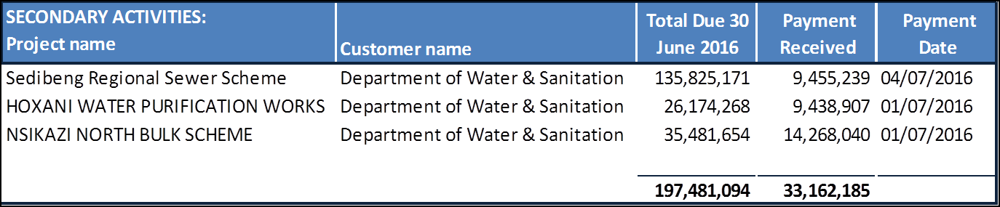 SECONDARY ACTIVITIES:
Project name Customer name Total Due 30 June 2016 Payment Received Payment Date
Sedibeng Regional Sewer Scheme Department of Water & Sanitation 135,825,171 9,455,239 04/07/2016
HOXANI WATER PURIFICATION WORKS Department of Water & Sanitation 26,174,268 9,438,907 01/07/2016
NSIKAZI NORTH BULK SCHEME Department of Water & Sanitation 35,481,654 14,268,040 01/07/2016
197,481,094 33,162,185